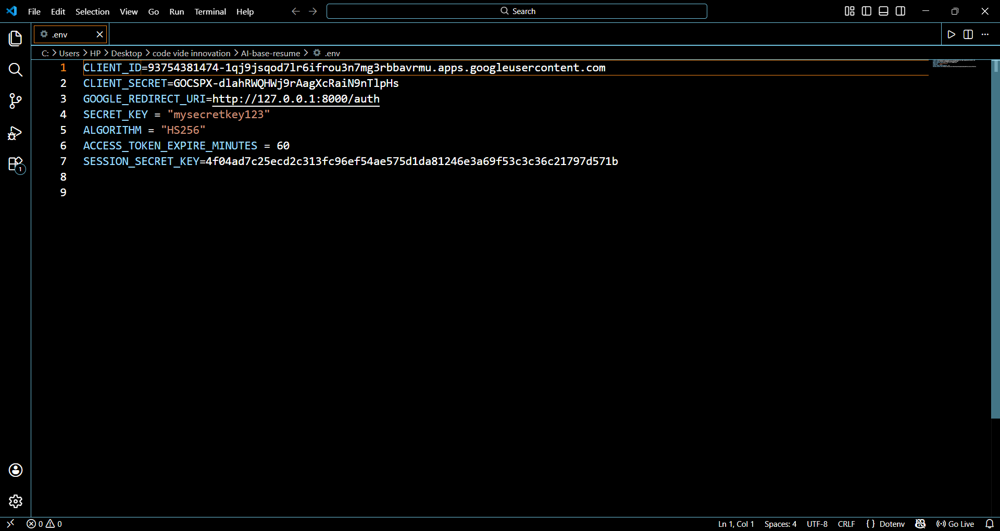 File Edit Selection View Go Run Terminal Help
Search
.env
C: > Users > HP > Desktop > code vide innovation > AI-base-resume > .env
1 CLIENT_ID=93754381474-1qj9jsqod7lr6ifrou3n7mg3rbbavrmu.apps.googleusercontent.com
2 CLIENT_SECRET=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
3 GOOGLE_REDIRECT_URI=http://127.0.0.1:8000/auth
4 SECRET_KEY = "mysecretkey123"
5 ALGORITHM = "HS256"
6 ACCESS_TOKEN_EXPIRE_MINUTES = 60
7 SESSION_SECRET_KEY=4f04ad7c25ecd2c313fc96ef54ae575d1da81246e3a69f53c3c36c21797d571b
8
9
1
0 0 Ln 1, Col 1 Spaces: 4 UTF-8 CRLF {} Dotenv Go Live